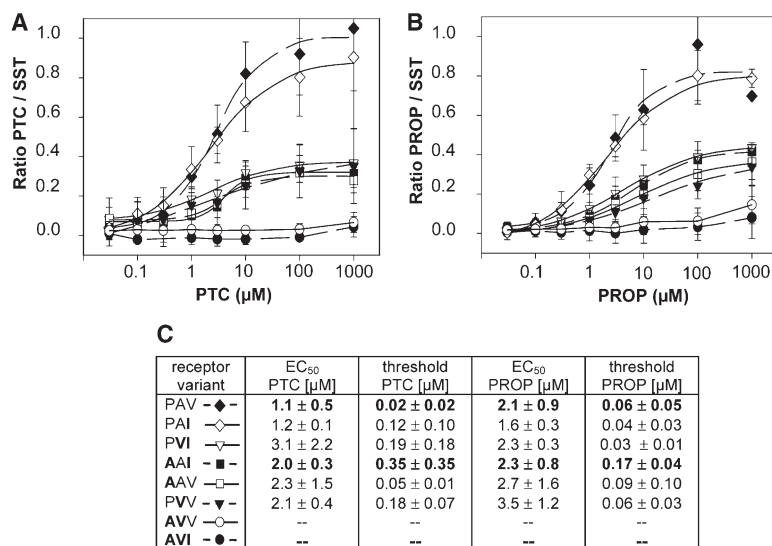 A
Ratio PTC / SST
1.0
0.8
0.6
0.4
0.2
0.0
0.1 1 10 100 1000
PTC (µM)
B
Ratio PROP / SST
1.0
0.8
0.6
0.4
0.2
0.0
0.1 1 10 100 1000
PROP (µM)
C
receptor variant EC50 PTC [µM] threshold PTC [µM] EC50 PROP [µM] threshold PROP [µM]
PAV 1.1 ± 0.5 0.02 ± 0.02 2.1 ± 0.9 0.06 ± 0.05
PAI 1.2 ± 0.1 0.12 ± 0.10 1.6 ± 0.3 0.04 ± 0.03
PVI 3.1 ± 2.2 0.19 ± 0.18 2.3 ± 0.3 0.03 ± 0.01
AAI 2.0 ± 0.3 0.35 ± 0.35 2.3 ± 0.8 0.17 ± 0.04
AAV 2.3 ± 1.5 0.05 ± 0.01 2.7 ± 1.6 0.09 ± 0.10
PVV 2.1 ± 0.4 0.18 ± 0.07 3.5 ± 1.2 0.06 ± 0.03
AVV -- -- -- --
AVI -- -- -- --